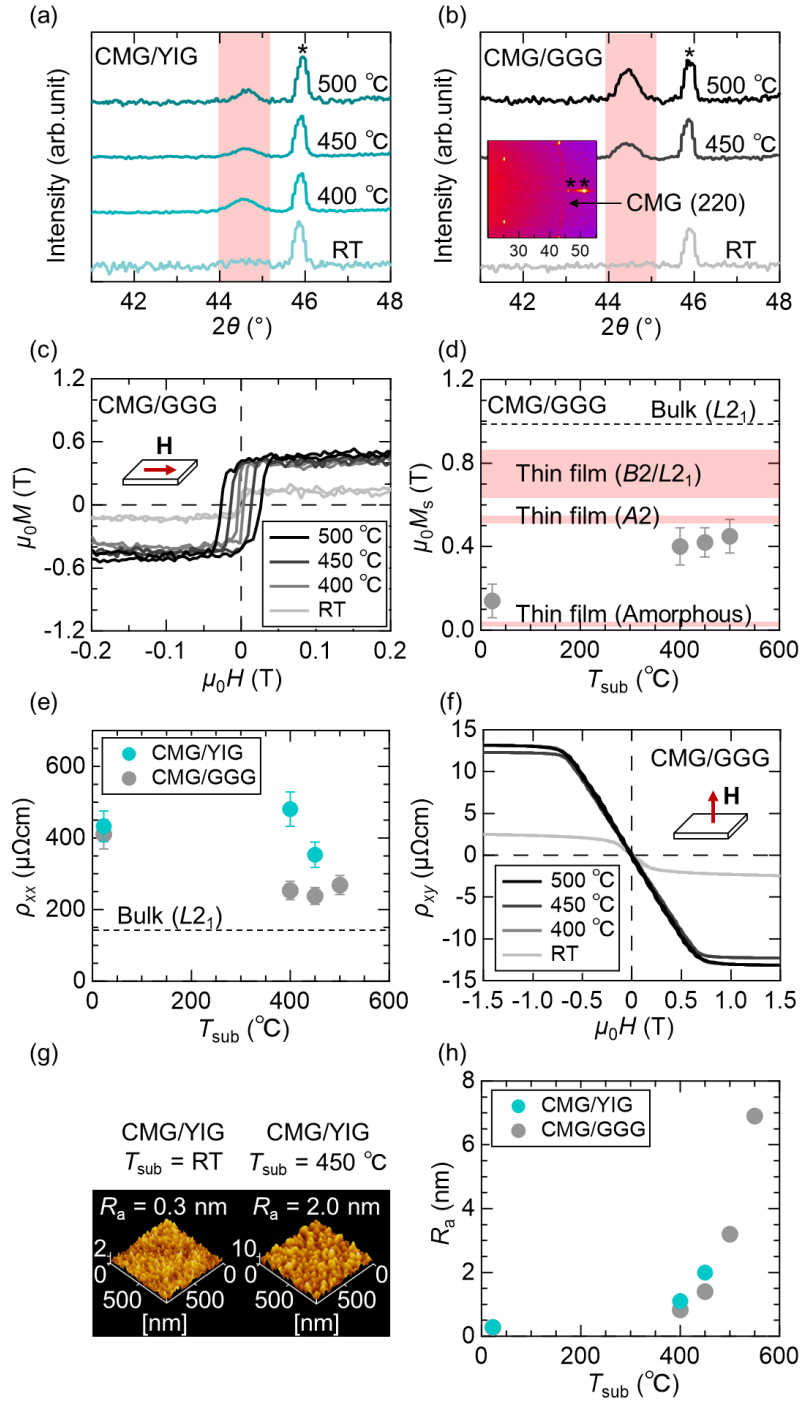 (a)
CMG/YIG
*
500 °C
450 °C
400 °C
RT
Intensity (arb.unit)
42 44 46 48
2θ (°)
(b)
CMG/GGG
*
500 °C
450 °C
**
CMG (220)
20 30 40 50
RT
Intensity (arb.unit)
42 44 46 48
2θ (°)
(c)
CMG/GGG
H
μ0M (T)
1.2
0.6
0
-0.6
-1.2
500 °C
450 °C
400 °C
RT
-0.2 -0.1 0 0.1 0.2
μ0H (T)
(d)
CMG/GGG
Bulk (L21)
Thin film (B2/L21)
Thin film (A2)
Thin film (Amorphous)
μ0Ms (T)
1.2
0.8
0.4
0.0
0 200 400 600
Tsub (°C)
(e)
CMG/YIG
CMG/GGG
Bulk (L21)
ρxx (μΩcm)
600
400
200
0
0 200 400 600
Tsub (°C)
(f)
CMG/GGG
H
ρxy (μΩcm)
15
10
5
0
-5
-10
-15
500 °C
450 °C
400 °C
RT
-1.5 -1.0 -0.5 0 0.5 1.0 1.5
μ0H (T)
(g)
CMG/YIG
Tsub = RT
Ra = 0.3 nm
2
0
0
500 500
[nm]
CMG/YIG
Tsub = 450 °C
Ra = 2.0 nm
10
0
0
500 500
[nm]
(h)
CMG/YIG
CMG/GGG
Ra (nm)
8
6
4
2
0
0 200 400 600
Tsub (°C)